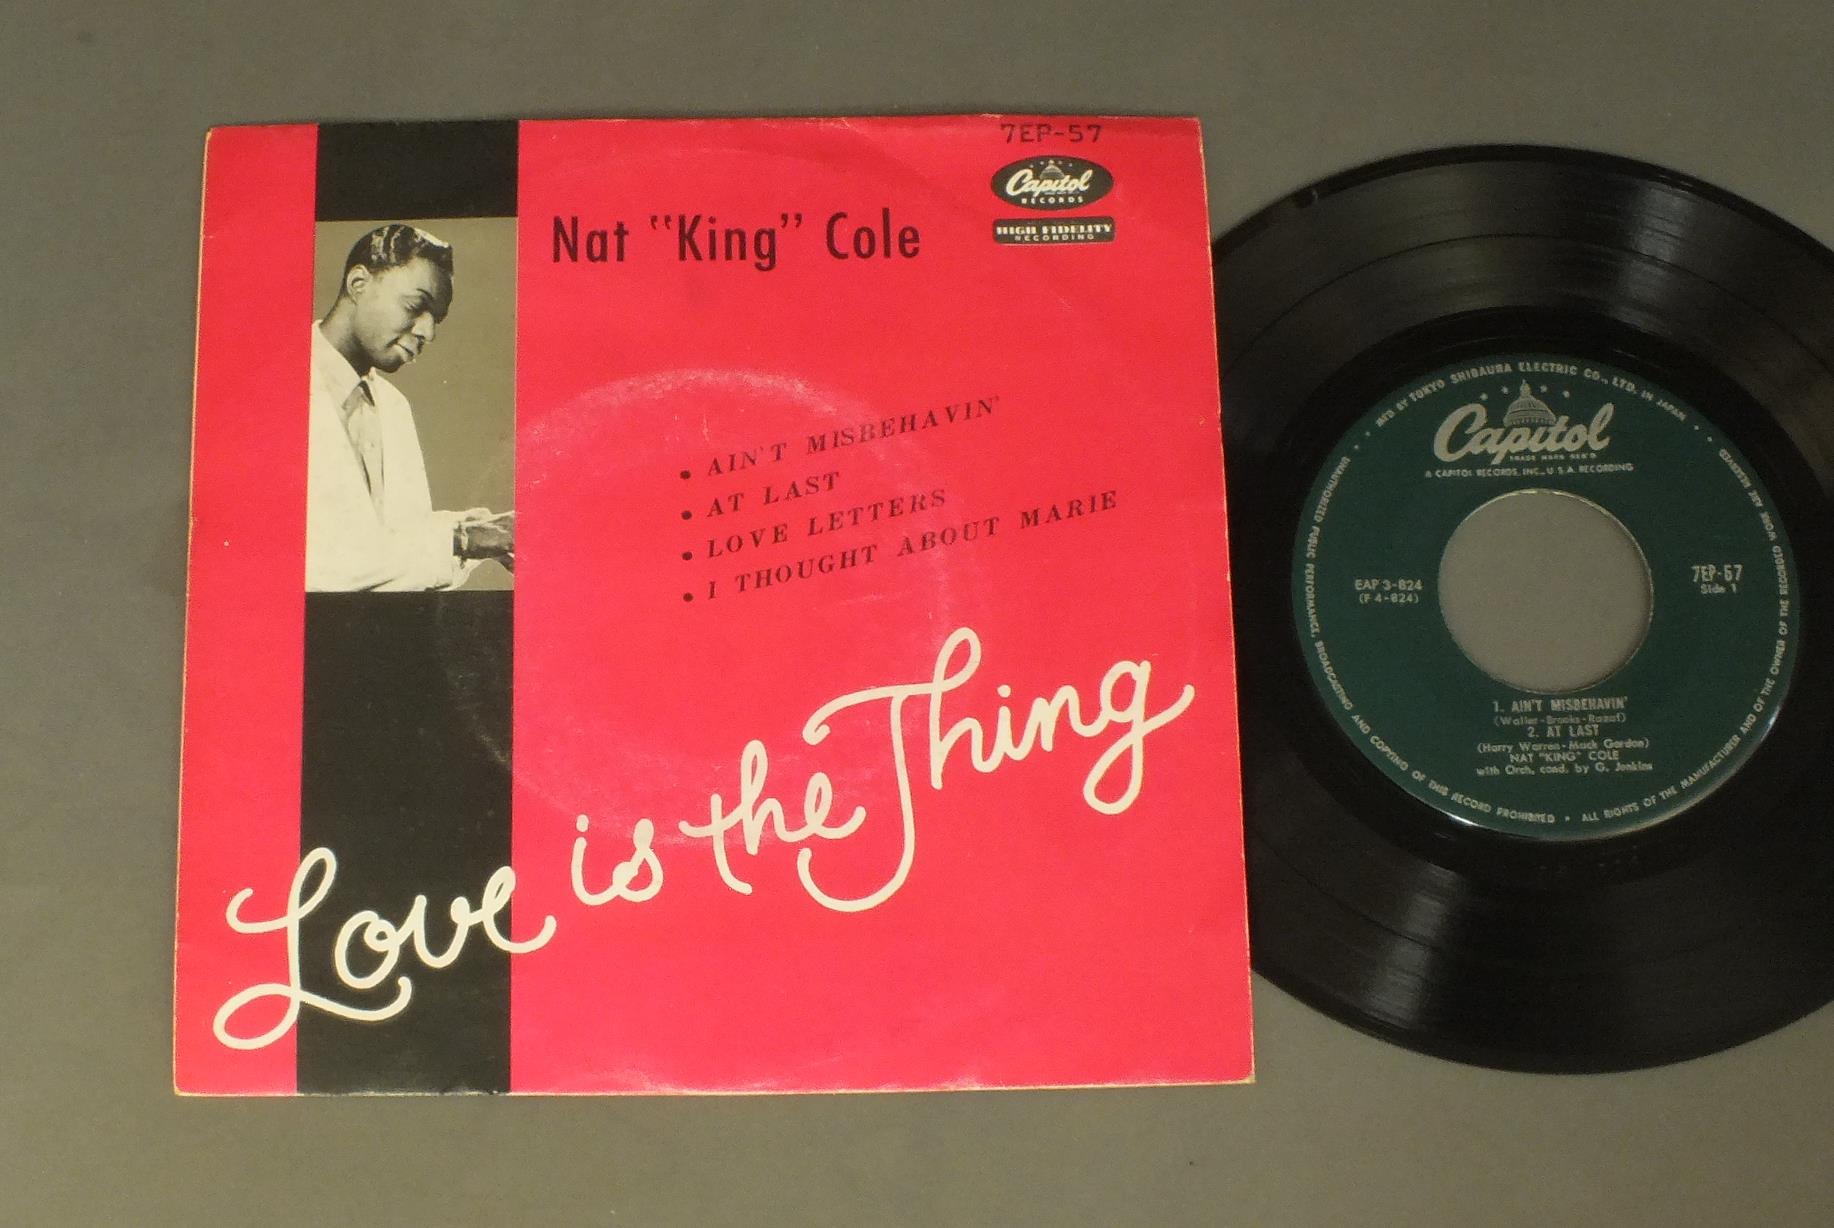 7EP-57
Capitol
RECORDS
HIGH FIDELITY
RECORDING
Nat "King" Cole
• AIN'T MISBEHAVIN'
• AT LAST
• LOVE LETTERS
• I THOUGHT ABOUT MARIE
Love is the Thing
• MFD BY TOKYO SHIBAURA ELECTRIC CO., LTD. IN JAPAN •
Capitol
TRADE MARK REG'D
A CAPITOL RECORDS, INC., U S A. RECORDING
EAP 3-824
(F 4-824)
7EP-57
Side 1
1. AIN'T MISBEHAVIN'
(Waller-Brooks-Razaf)
2. AT LAST
(Harry Warren-Mack Gordon)
NAT "KING" COLE
with Orch. cond. by G. Jenkins
UNAUTHORIZED PUBLIC PERFORMANCE, BROADCASTING AND COPYING OF THIS RECORD PROHIBITED • ALL RIGHTS OF THE MANUFACTURER AND OF THE OWNER OF THE RECORDED WORK ARE RESERVED